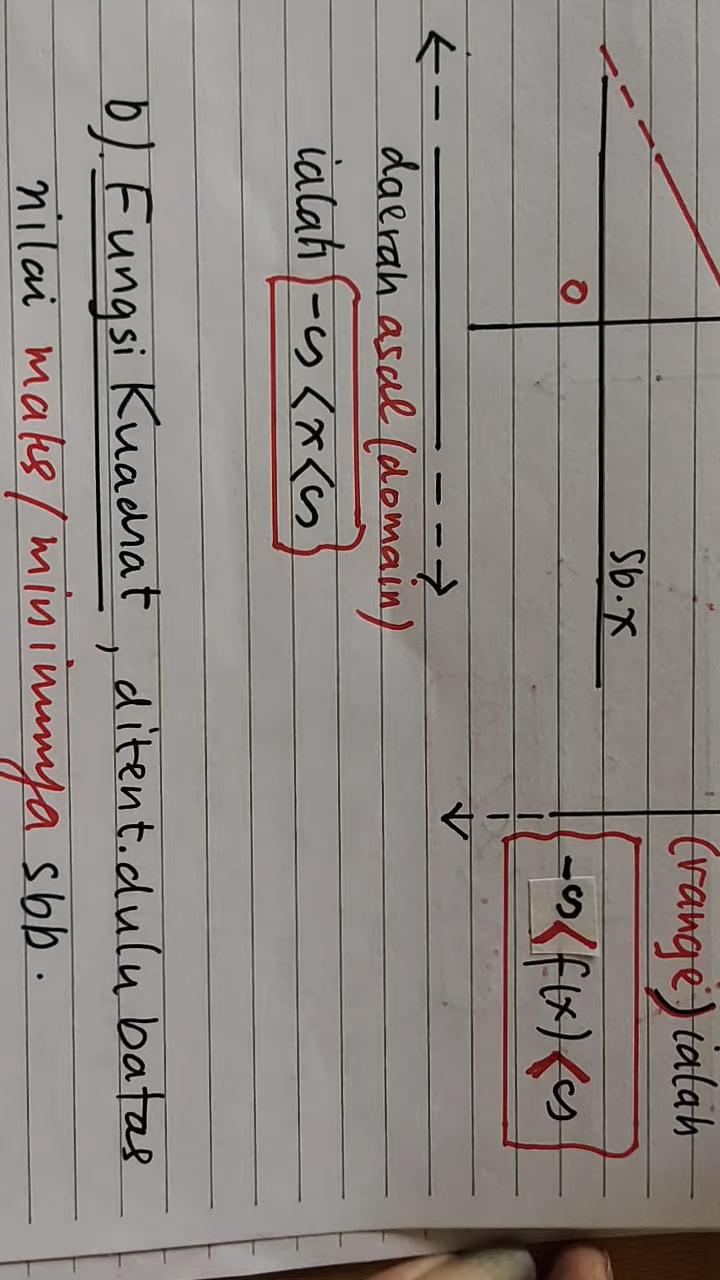 sb.x
0
(range) ialah
-∞<f(x)<∞
daerah asal (domain)
ialah -∞<x<∞
b). Fungsi Kuadrat, ditent.dulu batas
nilai maks/minimumnya sbb.